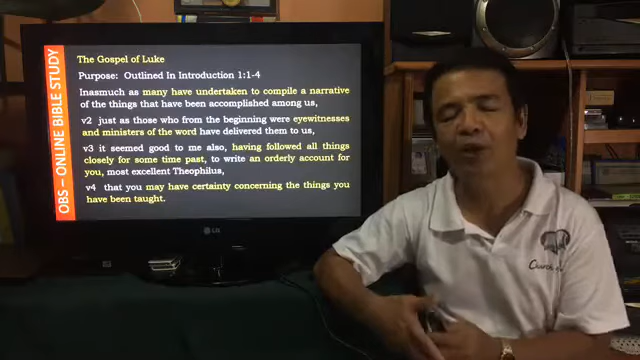 OBS – ONLINE BIBLE STUDY
The Gospel of Luke
Purpose: Outlined In Introduction 1:1-4
Inasmuch as many have undertaken to compile a narrative
of the things that have been accomplished among us,
v2 just as those who from the beginning were eyewitnesses
and ministers of the word have delivered them to us,
v3 it seemed good to me also, having followed all things
closely for some time past, to write an orderly account for
you, most excellent Theophilus,
v4 that you may have certainty concerning the things you
have been taught.
LG